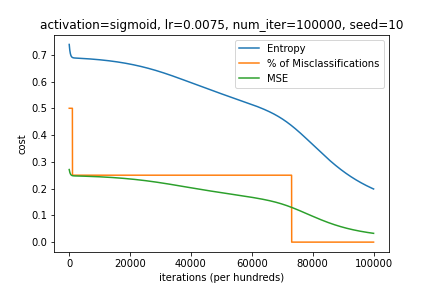 activation=sigmoid, lr=0.0075, num_iter=100000, seed=10
Entropy
% of Misclassifications
MSE
cost
0.7
0.6
0.5
0.4
0.3
0.2
0.1
0.0
0 20000 40000 60000 80000 100000
iterations (per hundreds)